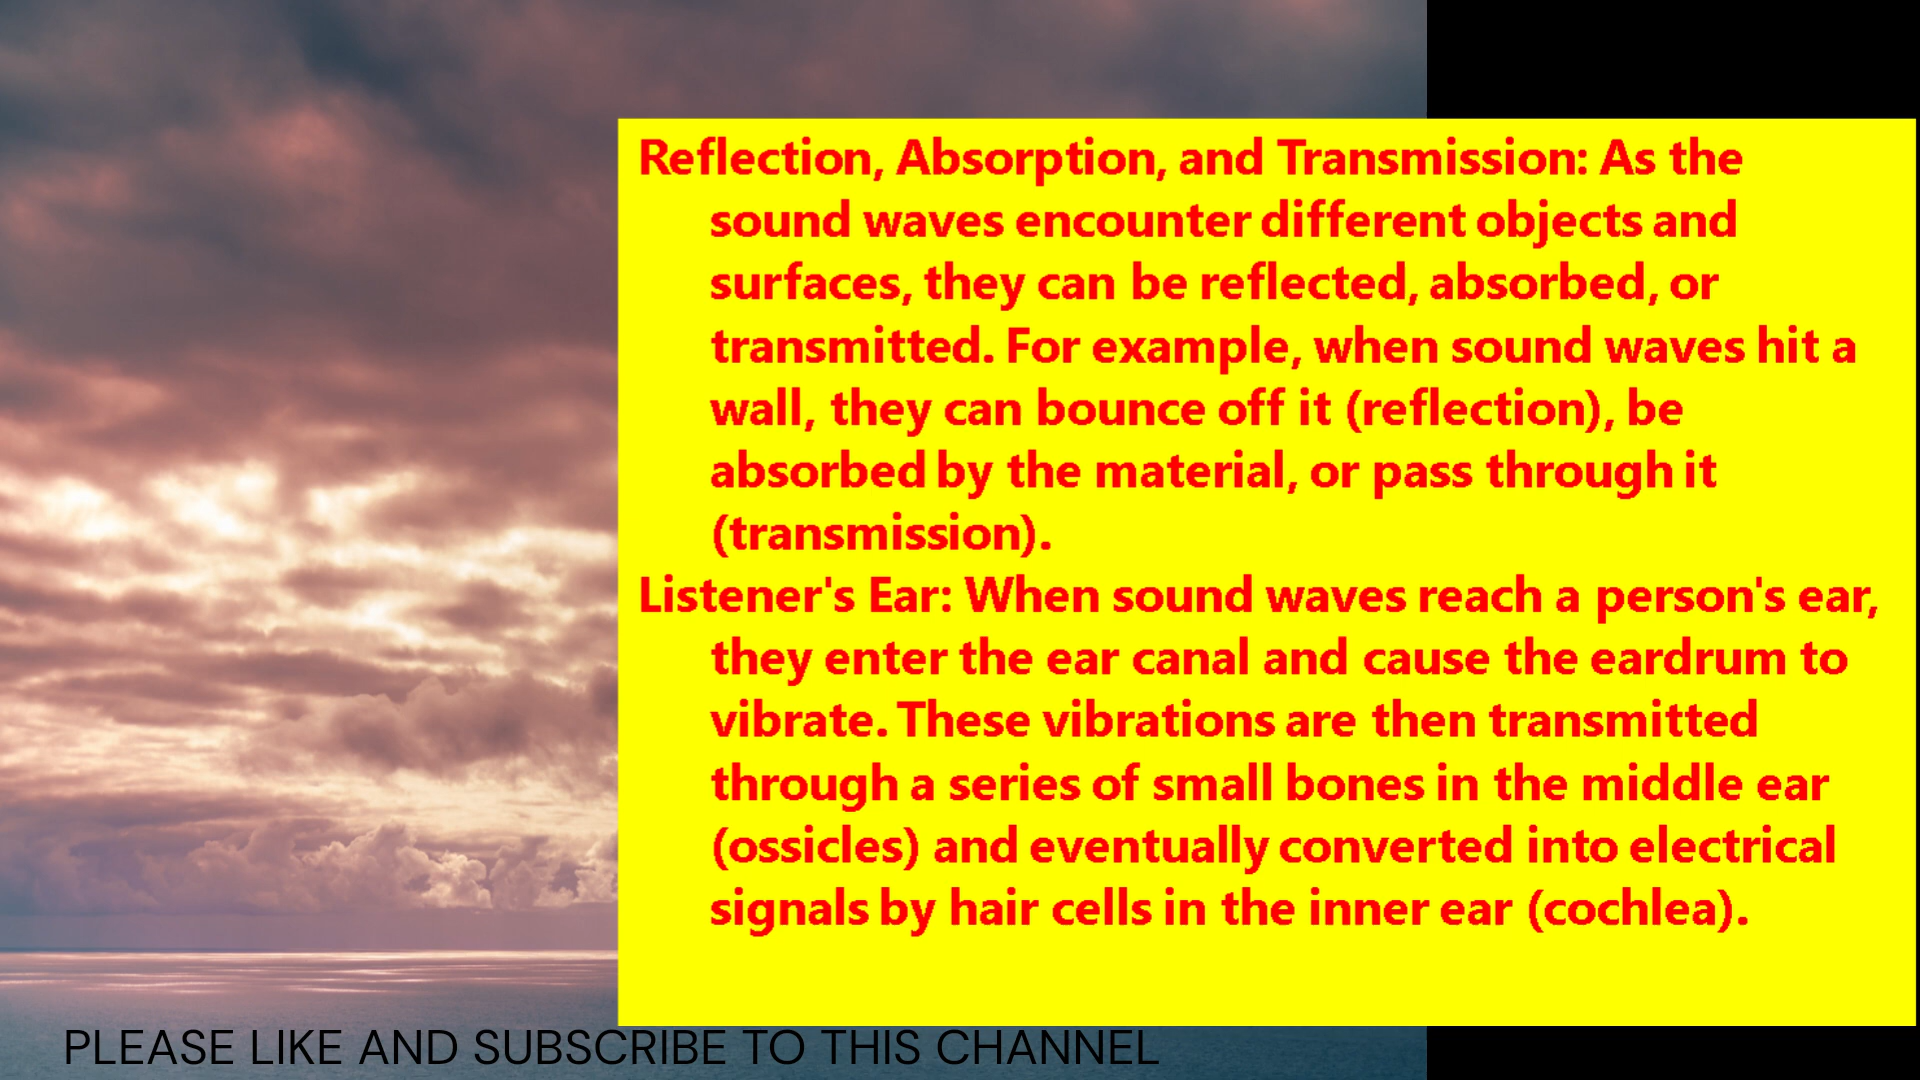 Reflection, Absorption, and Transmission: As the
sound waves encounter different objects and
surfaces, they can be reflected, absorbed, or
transmitted. For example, when sound waves hit a
wall, they can bounce off it (reflection), be
absorbed by the material, or pass through it
(transmission).
Listener's Ear: When sound waves reach a person's ear,
they enter the ear canal and cause the eardrum to
vibrate. These vibrations are then transmitted
through a series of small bones in the middle ear
(ossicles) and eventually converted into electrical
signals by hair cells in the inner ear (cochlea).
PLEASE LIKE AND SUBSCRIBE TO THIS CHANNEL